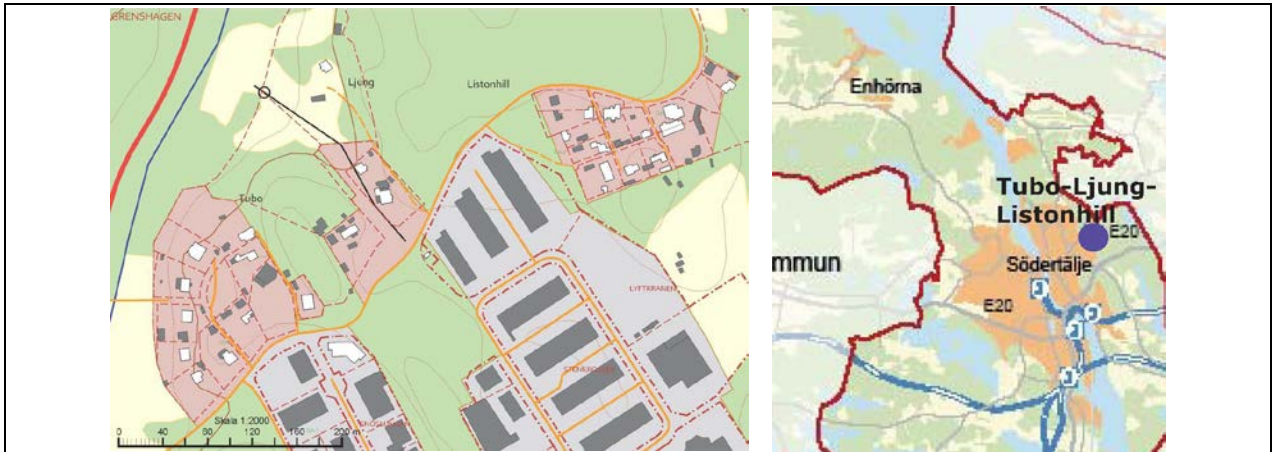 BRENSHAGEN
Ljung
Listonhill
Tubo
LYFTKRANEN
Skala 1:2000
0 40 80 120 160 200 m
Enhörna
Tubo-Ljung-
Listonhill
E20
mmun
Södertälje
E20